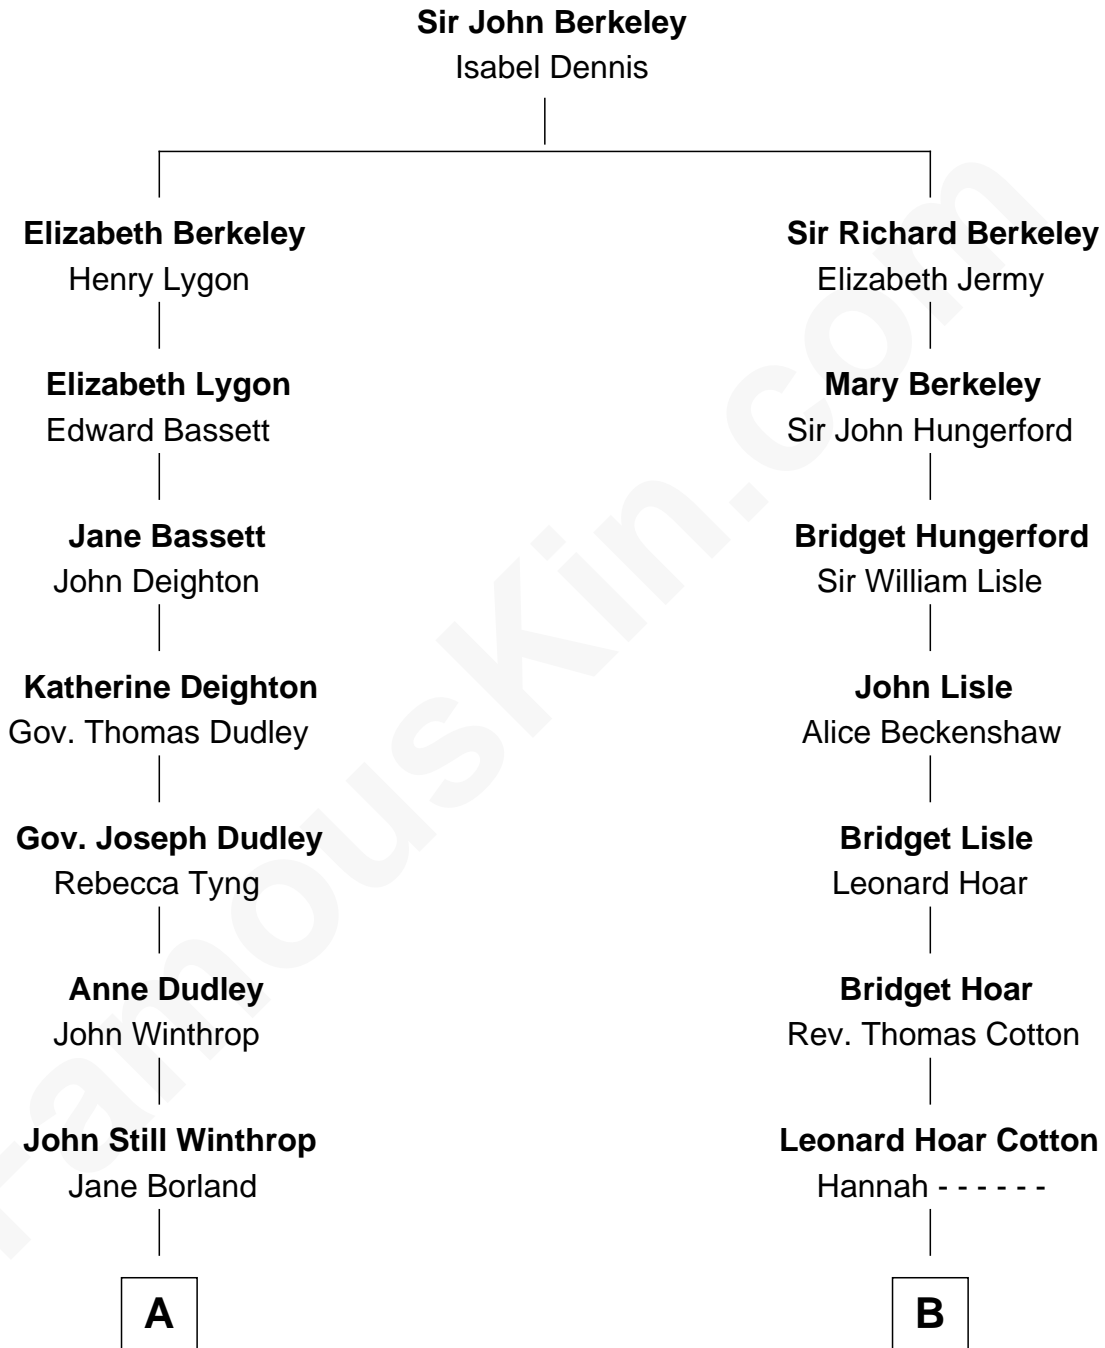 Sir John Berkeley
Isabel Dennis
Elizabeth Berkeley
Henry Lygon
Sir Richard Berkeley
Elizabeth Jermy
Elizabeth Lygon
Edward Bassett
Mary Berkeley
Sir John Hungerford
Jane Bassett
John Deighton
Bridget Hungerford
Sir William Lisle
Katherine Deighton
Gov. Thomas Dudley
John Lisle
Alice Beckenshaw
Gov. Joseph Dudley
Rebecca Tyng
Bridget Lisle
Leonard Hoar
Anne Dudley
John Winthrop
Bridget Hoar
Rev. Thomas Cotton
John Still Winthrop
Jane Borland
Leonard Hoar Cotton
Hannah - - - - - -
A
B
FamousKin.com